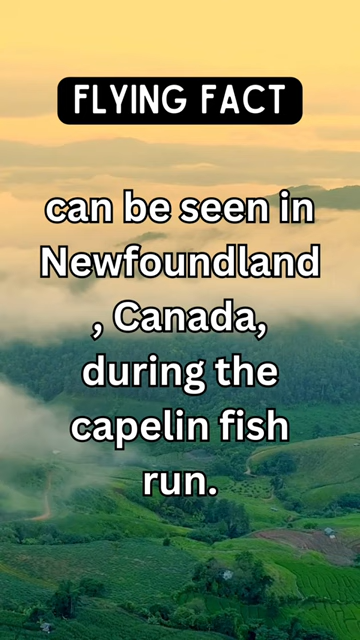 FLYING FACT
can be seen in
Newfoundland
, Canada,
during the
capelin fish
run.